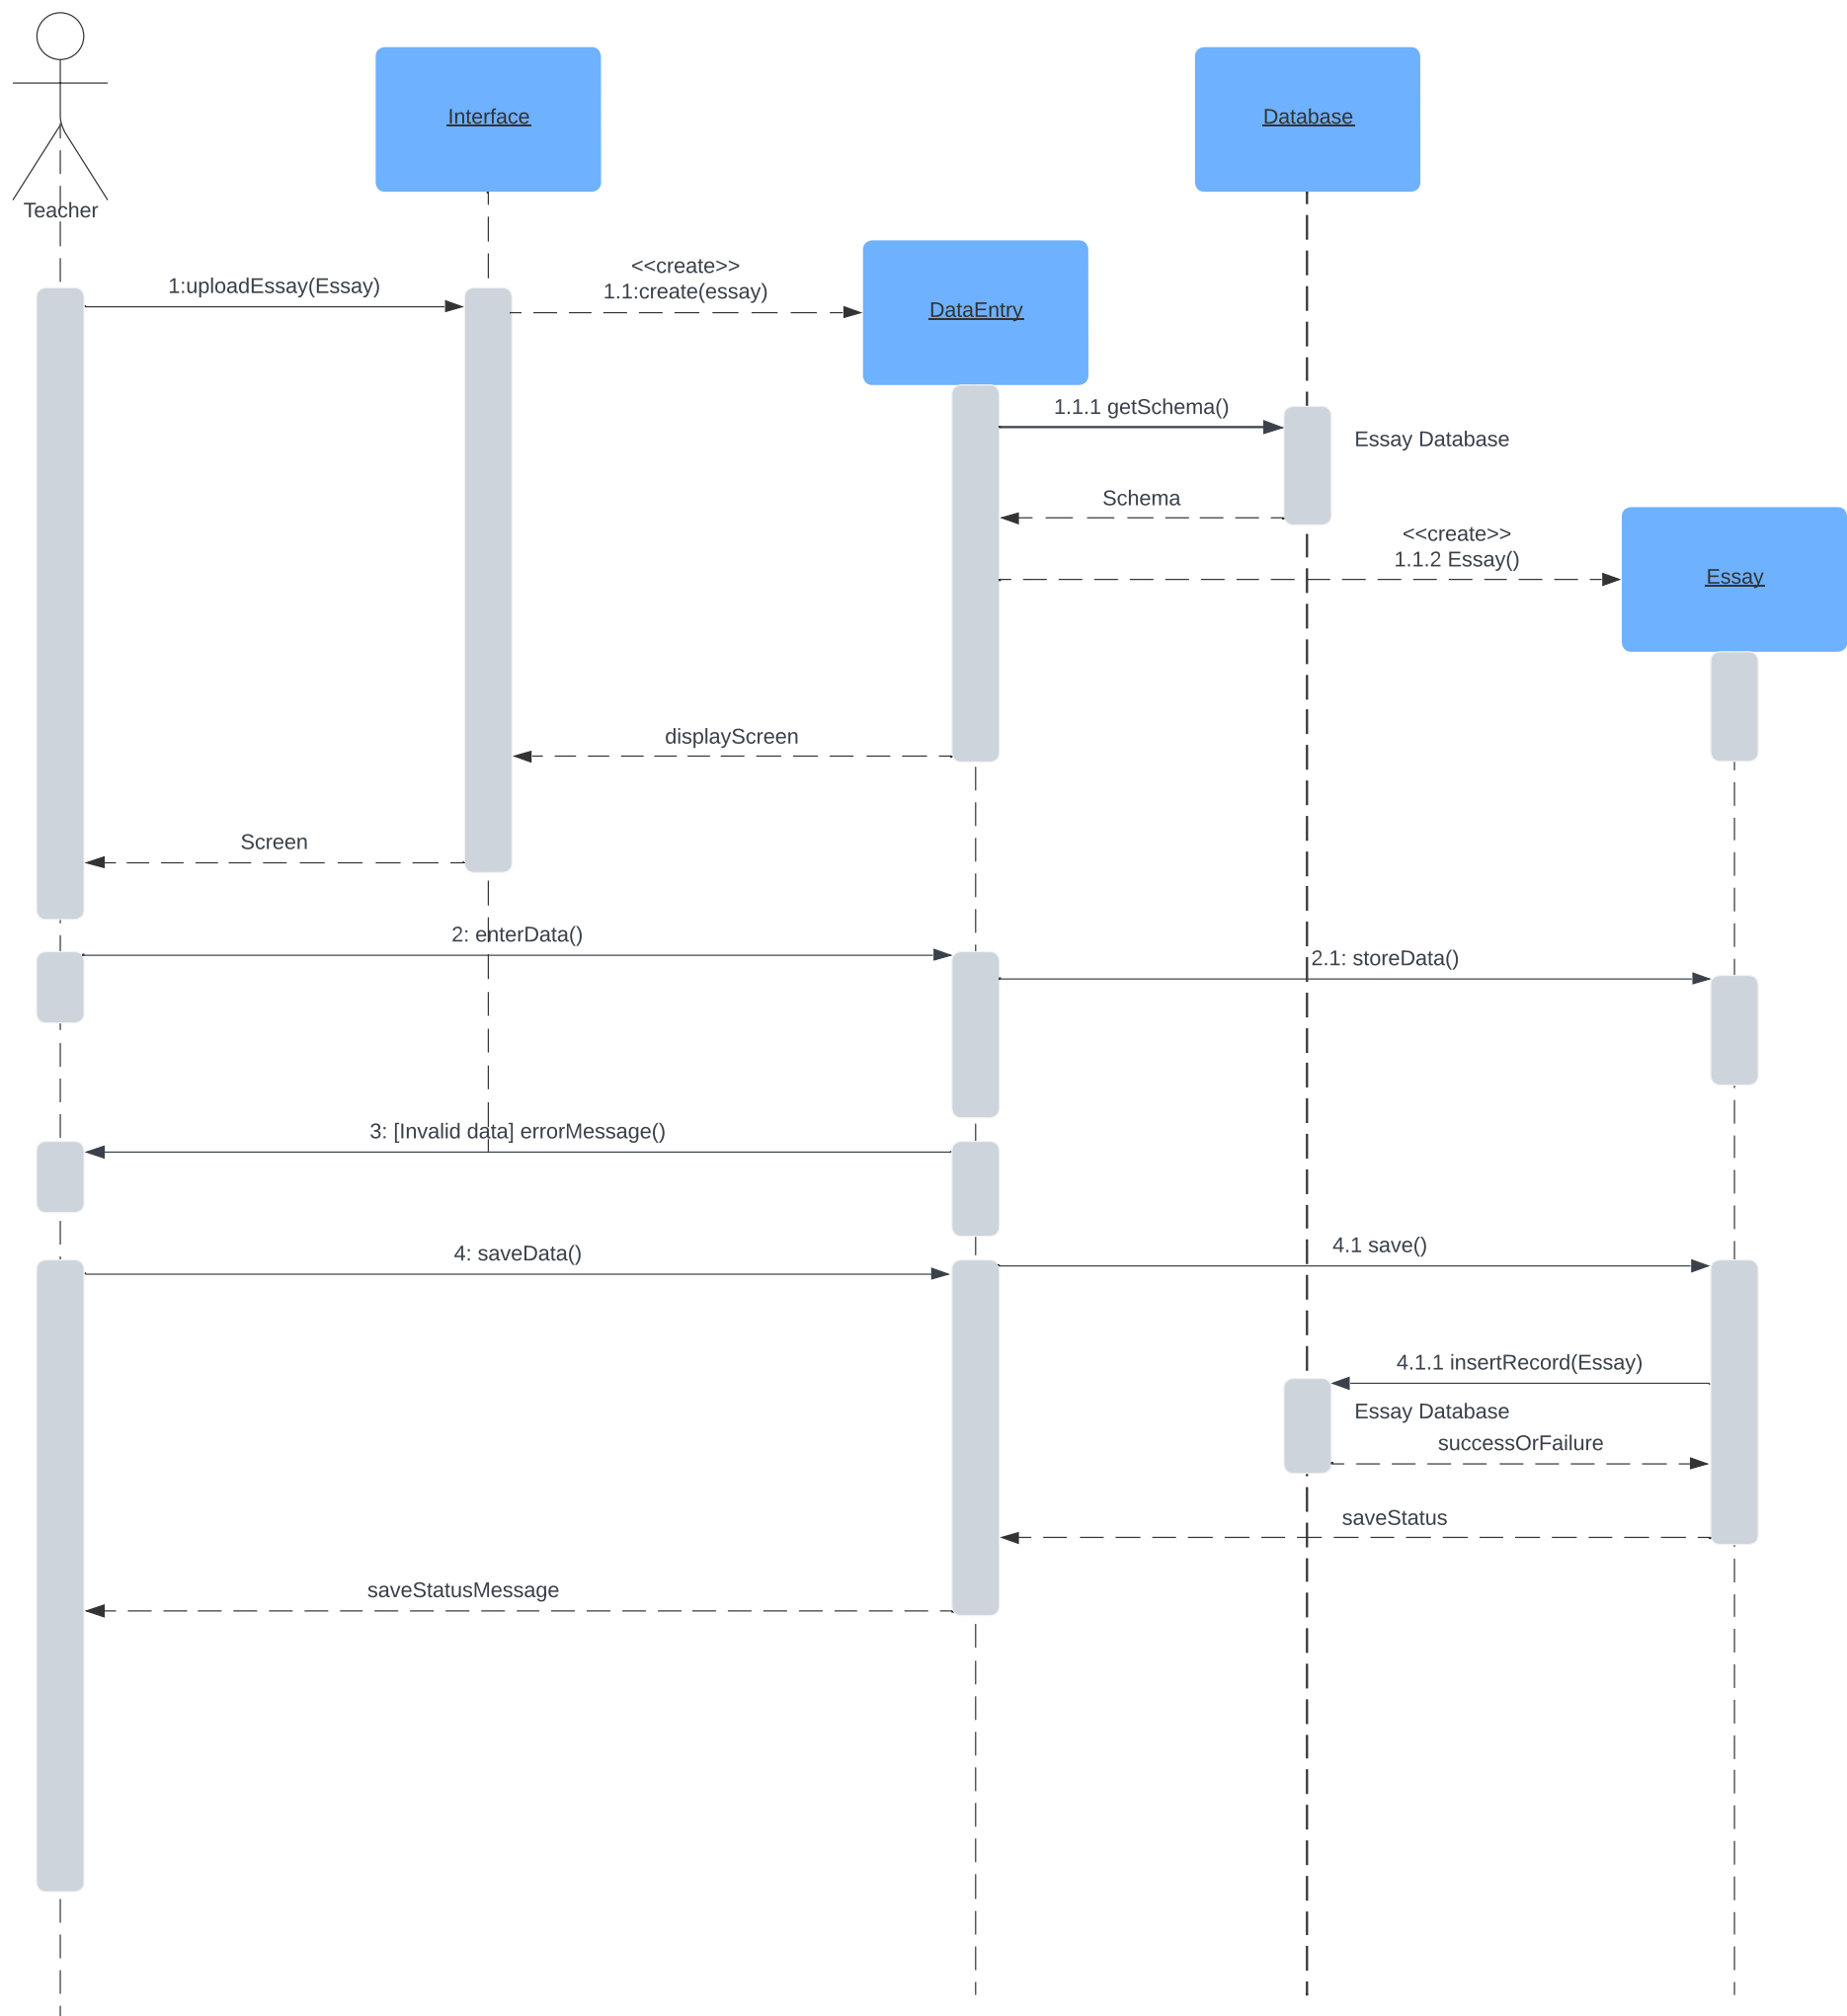 Interface
Database
Teacher
<<create>>
1:uploadEssay(Essay)
1.1:create(essay)
DataEntry
1.1.1 getSchema()
Essay Database
Schema
<<create>>
1.1.2 Essay()
Essay
displayScreen
Screen
2: enterData()
2.1: storeData()
3: [Invalid data] errorMessage()
4: saveData()
4.1 save()
4.1.1 insertRecord(Essay)
Essay Database
successOrFailure
saveStatus
saveStatusMessage